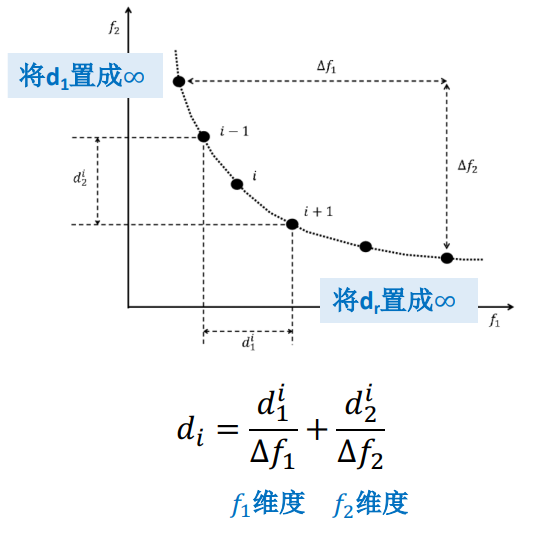 f₂
将d₁置成∞
Δf₁
i − 1
i
d₂ⁱ
Δf₂
i + 1
将dᵣ置成∞
f₁
d₁ⁱ
dᵢ = d₁ⁱ/Δf₁ + d₂ⁱ/Δf₂
f₁维度 f₂维度